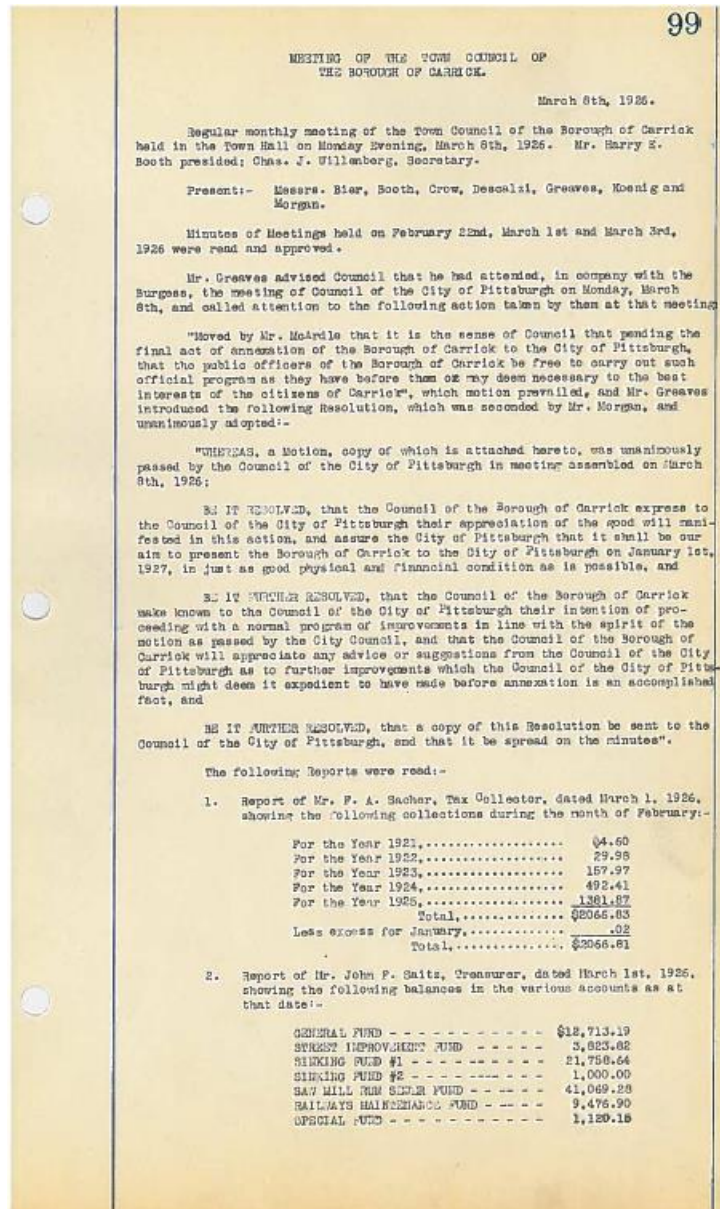 99
MEETING OF THE TOWN COUNCIL OF
THE BOROUGH OF CARRICK.
March 8th, 1926.
Regular monthly meeting of the Town Council of the Borough of Carrick
held in the Town Hall on Monday Evening, March 8th, 1926. Mr. Harry E.
Booth presided; Chas. J. Willenberg, Secretary.
Present:- Messrs. Bier, Booth, Crow, Descalzi, Greaves, Koenig and
Morgan.
Minutes of Meetings held on February 22nd, March 1st and March 3rd,
1926 were read and approved.
Mr. Greaves advised Council that he had attended, in company with the
Burgess, the meeting of Council of the City of Pittsburgh on Monday, March
8th, and called attention to the following action taken by them at that meeting:
"Moved by Mr. McArdle that it is the sense of Council that pending the
final act of annexation of the Borough of Carrick to the City of Pittsburgh,
that the public officers of the Borough of Carrick be free to carry out such
official program as they have before them or may deem necessary to the best
interests of the citizens of Carrick", which motion prevailed, and Mr. Greaves
introduced the following Resolution, which was seconded by Mr. Morgan, and
unanimously adopted:-
"WHEREAS, a Motion, copy of which is attached hereto, was unanimously
passed by the Council of the City of Pittsburgh in meeting assembled on March
8th, 1926;
BE IT RESOLVED, that the Council of the Borough of Carrick express to
the Council of the City of Pittsburgh their appreciation of the good will mani-
fested in this action, and assure the City of Pittsburgh that it shall be our
aim to present the Borough of Carrick to the City of Pittsburgh on January 1st,
1927, in just as good physical and financial condition as is possible, and
BE IT FURTHER RESOLVED, that the Council of the Borough of Carrick
make known to the Council of the City of Pittsburgh their intention of pro-
ceeding with a normal program of improvements in line with the spirit of the
motion as passed by the City Council, and that the Council of the Borough of
Carrick will appreciate any advice or suggestions from the Council of the City
of Pittsburgh as to further improvements which the Council of the City of Pitts-
burgh might deem it expedient to have made before annexation is an accomplished
fact, and
BE IT FURTHER RESOLVED, that a copy of this Resolution be sent to the
Council of the City of Pittsburgh, and that it be spread on the minutes".
The following Reports were read:-
1. Report of Mr. F. A. Sacher, Tax Collector, dated March 1, 1926,
showing the following collections during the month of February:-
For the Year 1921,................... $4.60
For the Year 1922,................... 29.98
For the Year 1923,................... 157.97
For the Year 1924,................... 492.41
For the Year 1925,................... 1381.87
Total,.............. $2066.83
Less excess for January,............. .02
Total,.............. $2066.81
2. Report of Mr. John F. Saitz, Treasurer, dated March 1st, 1926,
showing the following balances in the various accounts as at
that date:-
GENERAL FUND - - - - - - - - - - - $12,713.19
STREET IMPROVEMENT FUND - - - - - 3,823.82
SINKING FUND #1 - - - - - - - - - - 21,758.64
SINKING FUND #2 - - - - - - - - - - 1,000.00
SAW MILL RUN SEWER FUND - - - - - - 41,069.28
RAILWAYS MAINTENANCE FUND - - - - - 9,476.90
SPECIAL FUND - - - - - - - - - - - 1,120.18